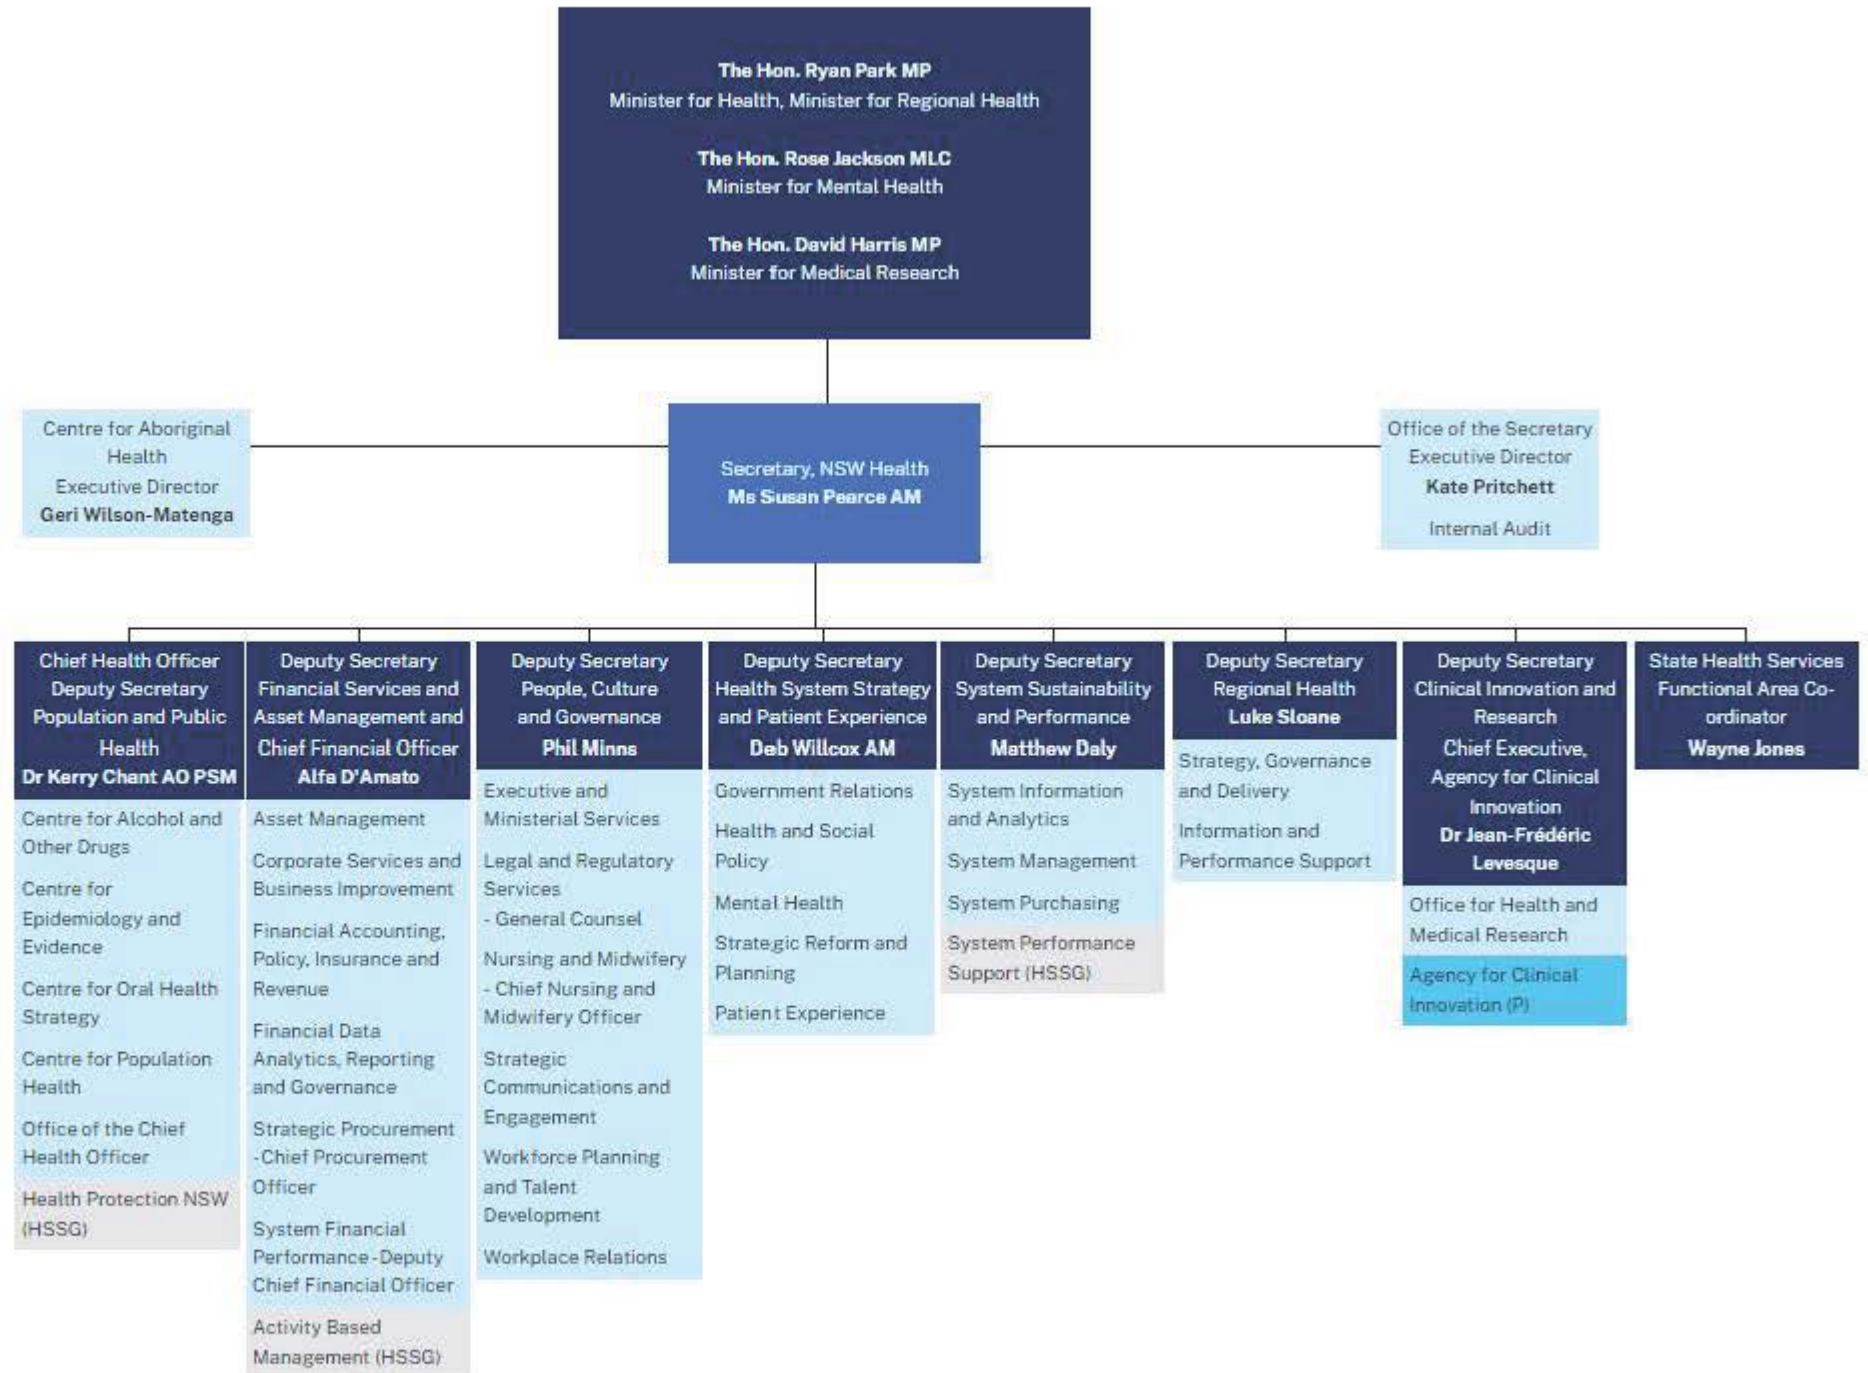 The Hon. Ryan Park MP
Minister for Health, Minister for Regional Health
The Hon. Rose Jackson MLC
Minister for Mental Health
The Hon. David Harris MP
Minister for Medical Research
Centre for Aboriginal
Health
Executive Director
Geri Wilson-Matenga
Secretary, NSW Health
Ms Susan Pearce AM
Office of the Secretary
Executive Director
Kate Pritchett
Internal Audit
Chief Health Officer
Deputy Secretary
Population and Public
Health
Dr Kerry Chant AO PSM
Centre for Alcohol and
Other Drugs
Centre for
Epidemiology and
Evidence
Centre for Oral Health
Strategy
Centre for Population
Health
Office of the Chief
Health Officer
Health Protection NSW
(HSSG)
Deputy Secretary
Financial Services and
Asset Management and
Chief Financial Officer
Alfa D'Amato
Asset Management
Corporate Services and
Business Improvement
Financial Accounting,
Policy, Insurance and
Revenue
Financial Data
Analytics, Reporting
and Governance
Strategic Procurement
-Chief Procurement
Officer
System Financial
Performance -Deputy
Chief Financial Officer
Activity Based
Management (HSSG)
Deputy Secretary
People, Culture
and Governance
Phil Minns
Executive and
Ministerial Services
Legal and Regulatory
Services
- General Counsel
Nursing and Midwifery
- Chief Nursing and
Midwifery Officer
Strategic
Communications and
Engagement
Workforce Planning
and Talent
Development
Workplace Relations
Deputy Secretary
Health System Strategy
and Patient Experience
Deb Willcox AM
Government Relations
Health and Social
Policy
Mental Health
Strategic Reform and
Planning
Patient Experience
Deputy Secretary
System Sustainability
and Performance
Matthew Daly
System Information
and Analytics
System Management
System Purchasing
System Performance
Support (HSSG)
Deputy Secretary
Regional Health
Luke Sloane
Strategy, Governance
and Delivery
Information and
Performance Support
Deputy Secretary
Clinical Innovation and
Research
Chief Executive,
Agency for Clinical
Innovation
Dr Jean-Frédéric
Levesque
Office for Health and
Medical Research
Agency for Clinical
Innovation (P)
State Health Services
Functional Area Co-
ordinator
Wayne Jones